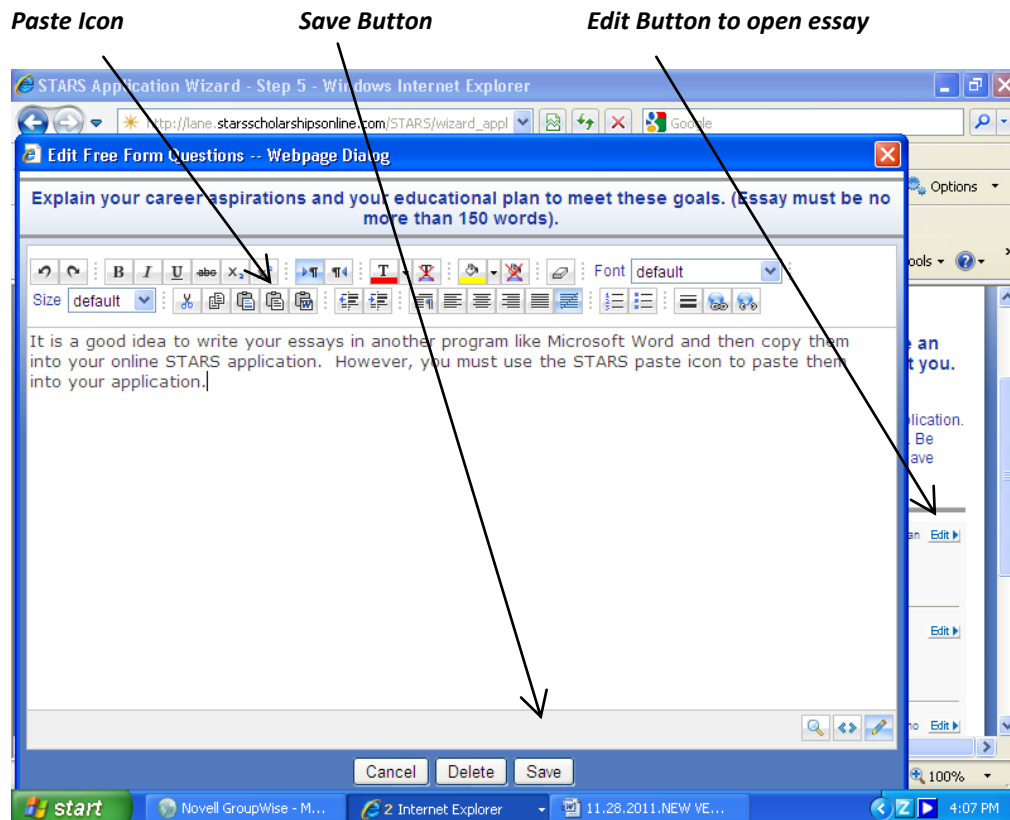 Paste Icon Save Button Edit Button to open essay
STARS Application Wizard - Step 5 - Windows Internet Explorer
http://lane.starsscholarshipsonline.com/STARS/wizard_appl Google
Edit Free Form Questions -- Webpage Dialog
Options
Explain your career aspirations and your educational plan to meet these goals. (Essay must be no
more than 150 words).
B I U abc X₂ X² T T Font default
ools
Size default
It is a good idea to write your essays in another program like Microsoft Word and then copy them
into your online STARS application. However, you must use the STARS paste icon to paste them
into your application.
an
t you.
lication.
Be
ave
an Edit
Edit
no Edit
Cancel Delete Save
100%
start Novell GroupWise - M... 2 Internet Explorer 11.28.2011.NEW VE... Z 4:07 PM